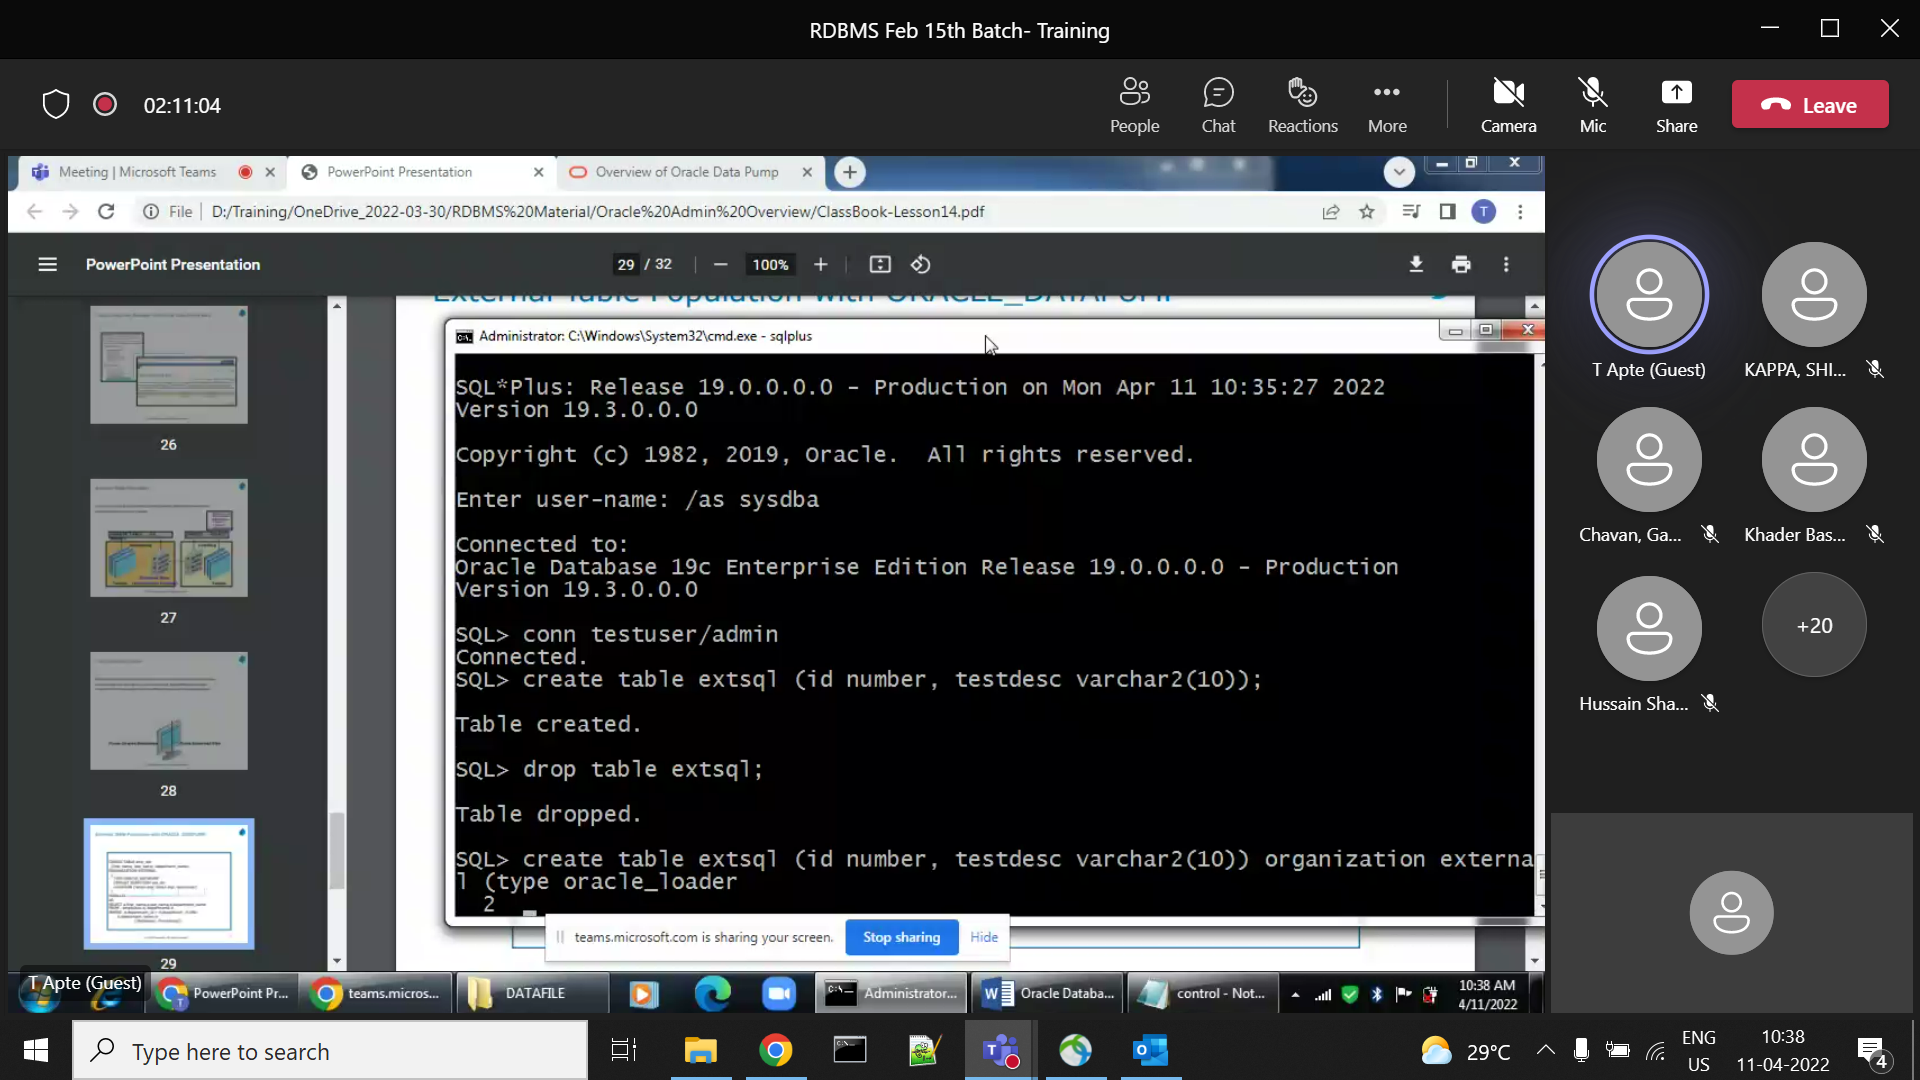 RDBMS Feb 15th Batch- Training
02:11:04
People
Chat
Reactions
More
Camera
Mic
Share
Leave
Meeting | Microsoft Teams
PowerPoint Presentation
Overview of Oracle Data Pump
File
D:/Training/OneDrive_2022-03-30/RDBMS%20Material/Oracle%20Admin%20Overview/ClassBook-Lesson14.pdf
T
PowerPoint Presentation
29 / 32
100%
26
27
28
29
External Table Population with ORACLE_DATAPUMP
Administrator: C:\Windows\System32\cmd.exe - sqlplus
SQL*Plus: Release 19.0.0.0.0 - Production on Mon Apr 11 10:35:27 2022
Version 19.3.0.0.0
Copyright (c) 1982, 2019, Oracle.  All rights reserved.
Enter user-name: /as sysdba
Connected to:
Oracle Database 19c Enterprise Edition Release 19.0.0.0.0 - Production
Version 19.3.0.0.0
SQL> conn testuser/admin
Connected.
SQL> create table extsql (id number, testdesc varchar2(10));
Table created.
SQL> drop table extsql;
Table dropped.
SQL> create table extsql (id number, testdesc varchar2(10)) organization externa
l (type oracle_loader
2
teams.microsoft.com is sharing your screen.
Stop sharing
Hide
T Apte (Guest)
PowerPoint Pr...
teams.micros...
DATAFILE
Administrator...
Oracle Databa...
control - Not...
10:38 AM
4/11/2022
T Apte (Guest)
KAPPA, SHI...
Chavan, Ga...
Khader Bas...
Hussain Sha...
+20
Type here to search
29°C
ENG
US
10:38
11-04-2022
4